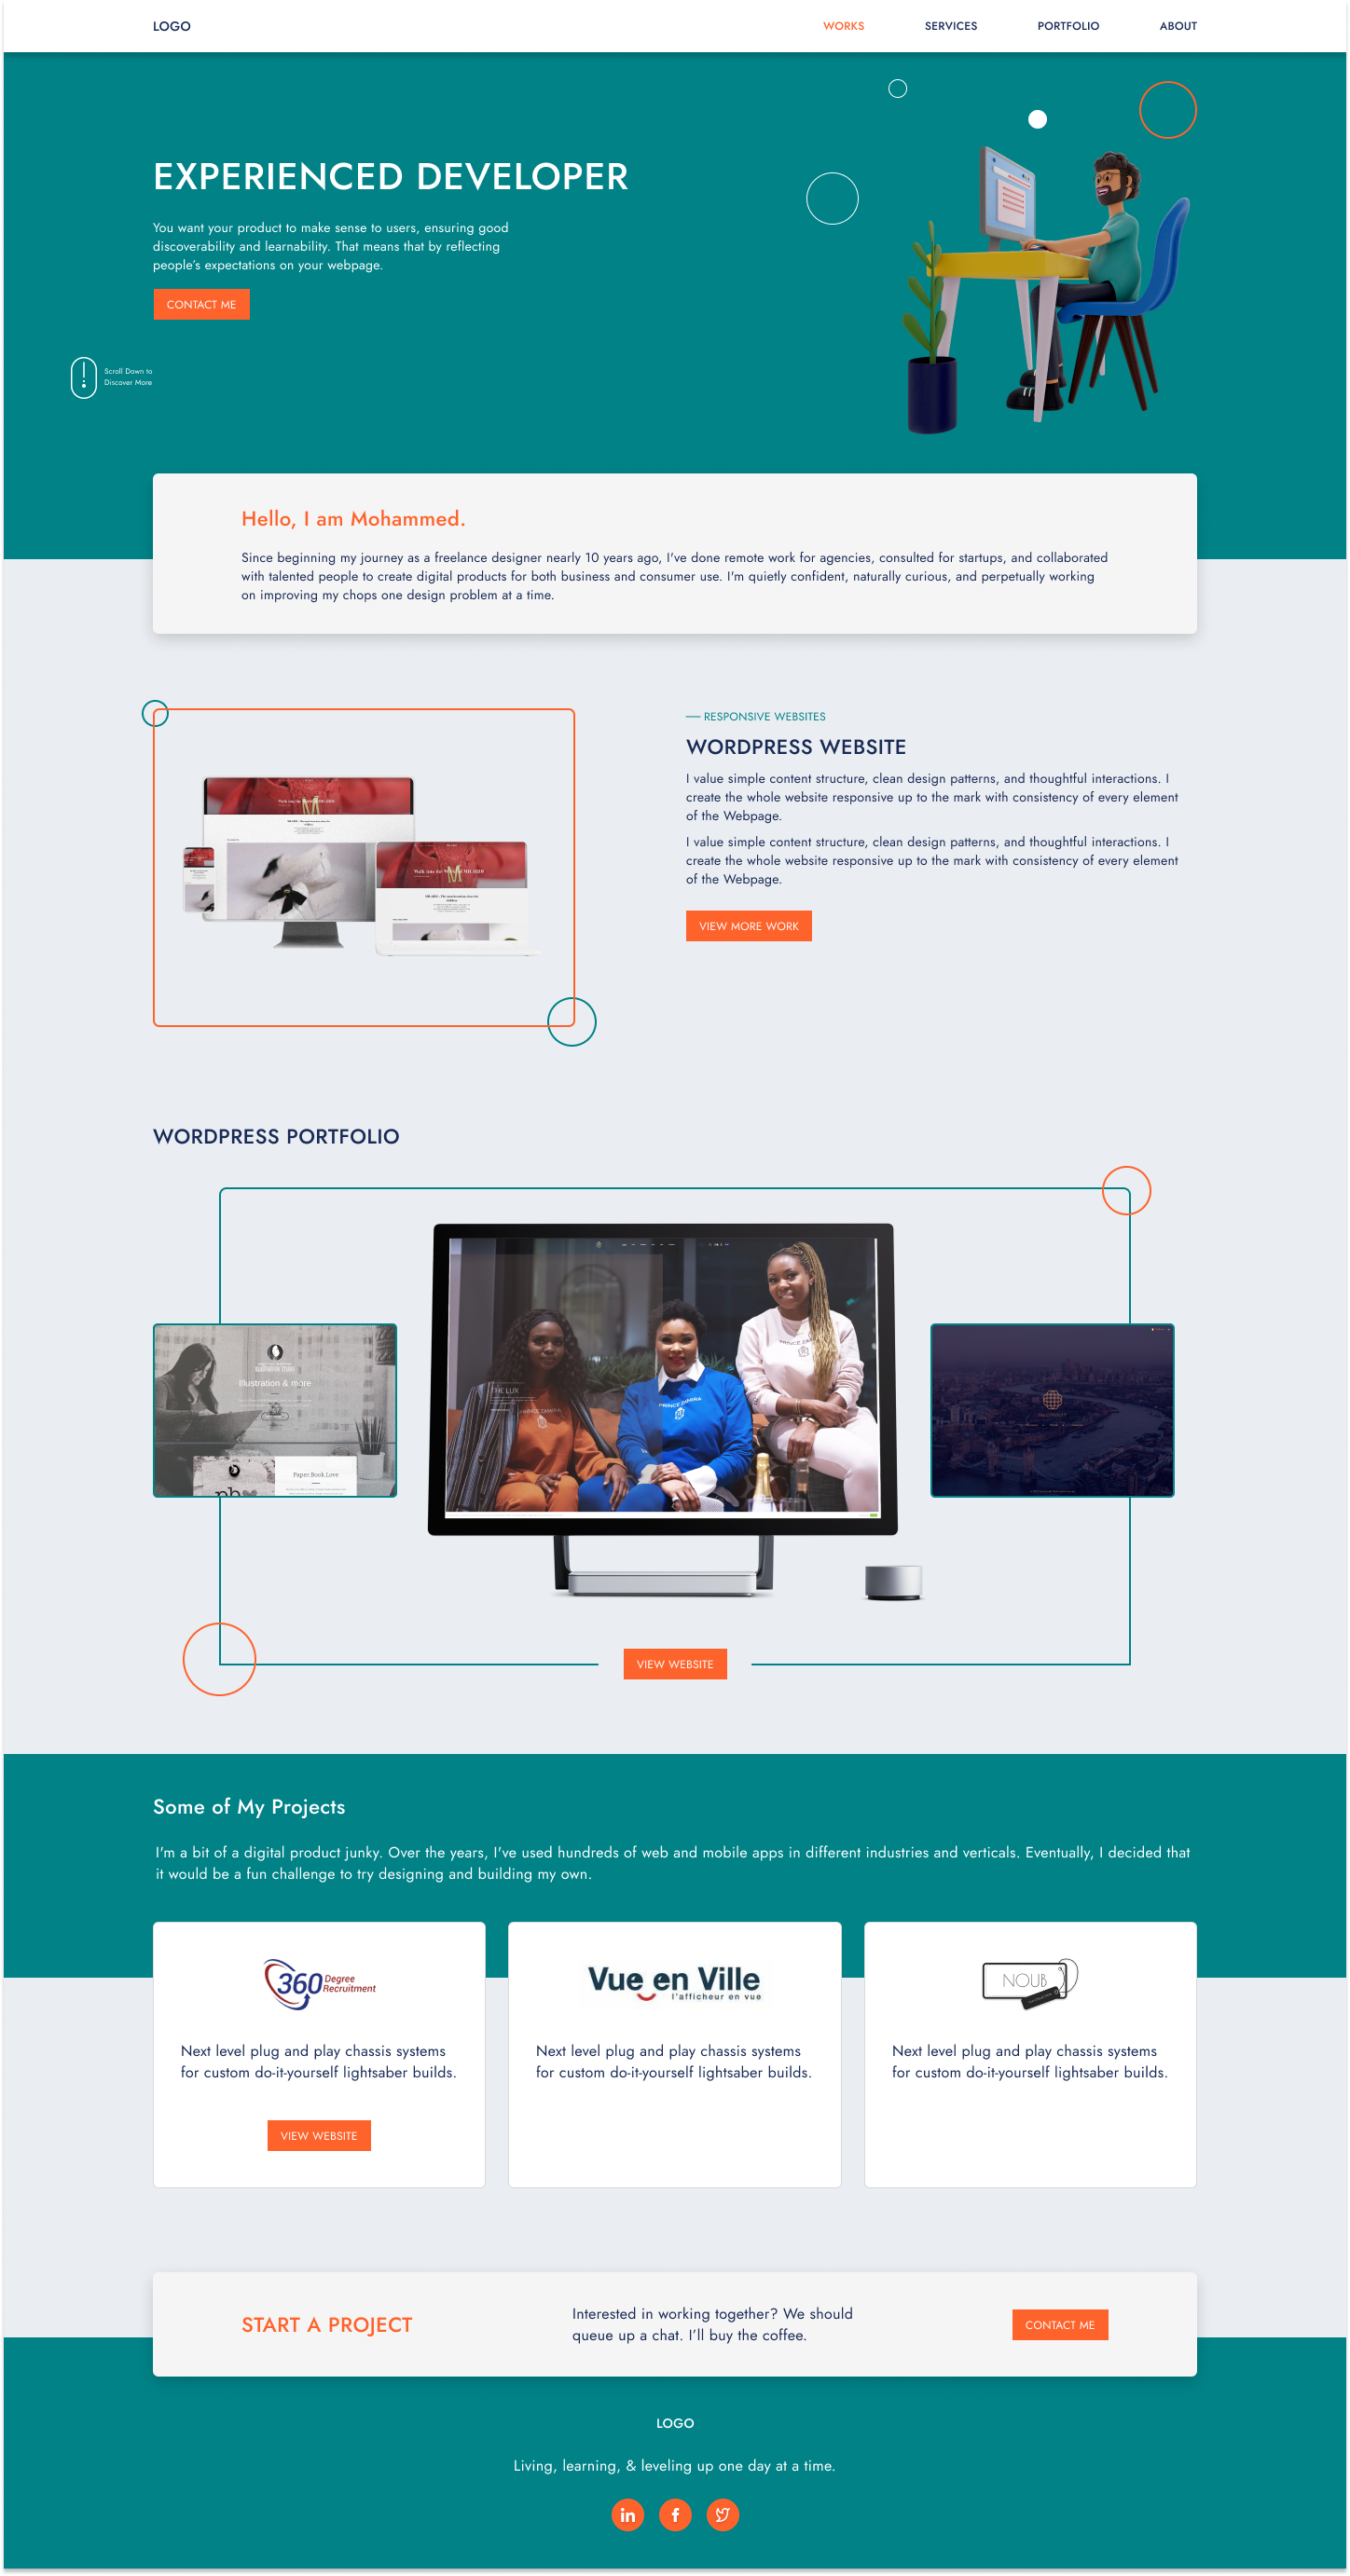 LOGO
WORKS
SERVICES
PORTFOLIO
ABOUT
EXPERIENCED DEVELOPER
You want your product to make sense to users, ensuring good
discoverability and learnability. That means that by reflecting
people's expectations on your webpage.
CONTACT ME
Scroll Down to
Discover More
Hello, I am Mohammed.
Since beginning my journey as a freelance designer nearly 10 years ago, I've done remote work for agencies, consulted for startups, and collaborated
with talented people to create digital products for both business and consumer use. I'm quietly confident, naturally curious, and perpetually working
on improving my chops one design problem at a time.
RESPONSIVE WEBSITES
WORDPRESS WEBSITE
I value simple content structure, clean design patterns, and thoughtful interactions. I
create the whole website responsive up to the mark with consistency of every element
of the Webpage.
I value simple content structure, clean design patterns, and thoughtful interactions. I
create the whole website responsive up to the mark with consistency of every element
of the Webpage.
VIEW MORE WORK
WORDPRESS PORTFOLIO
Illustration & more
Paper.Book.Love
THE LUX
PRINCE ZAMIRA
VIEW WEBSITE
Some of My Projects
I'm a bit of a digital product junky. Over the years, I've used hundreds of web and mobile apps in different industries and verticals. Eventually, I decided that
it would be a fun challenge to try designing and building my own.
360 Degree
Recruitment
Next level plug and play chassis systems
for custom do-it-yourself lightsaber builds.
VIEW WEBSITE
Vue en Ville
l'afficheur en vue
Next level plug and play chassis systems
for custom do-it-yourself lightsaber builds.
NOUB
Next level plug and play chassis systems
for custom do-it-yourself lightsaber builds.
START A PROJECT
Interested in working together? We should
queue up a chat. I'll buy the coffee.
CONTACT ME
LOGO
Living, learning, & leveling up one day at a time.